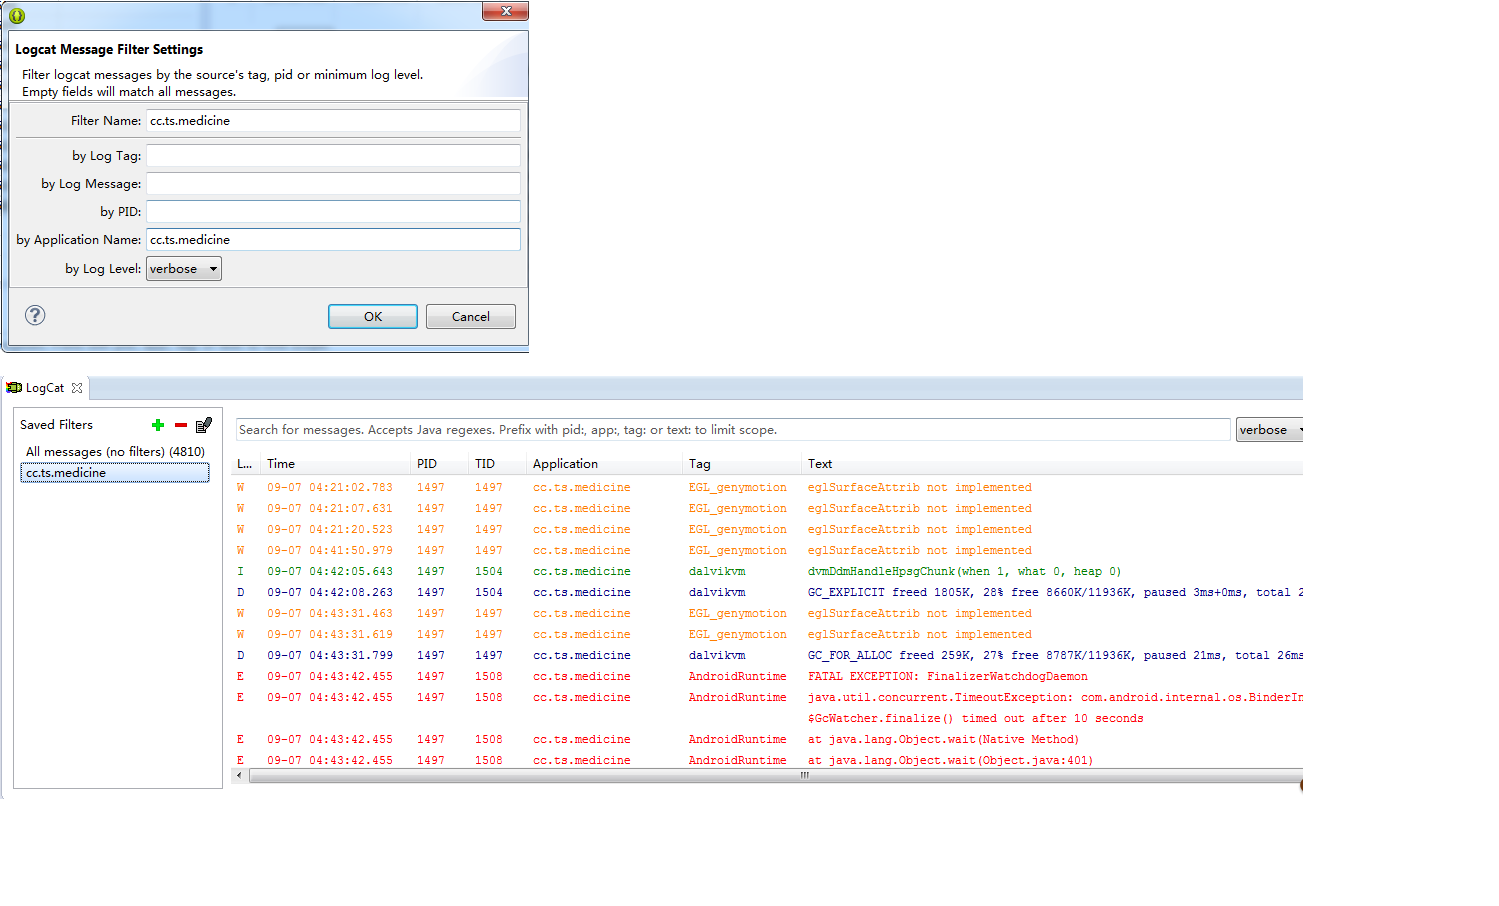 Logcat Message Filter Settings
Filter logcat messages by the source's tag, pid or minimum log level.
Empty fields will match all messages.
Filter Name: cc.ts.medicine
by Log Tag:
by Log Message:
by PID:
by Application Name: cc.ts.medicine
by Log Level: verbose
? OK Cancel
LogCat
Saved Filters
All messages (no filters) (4810)
cc.ts.medicine
Search for messages. Accepts Java regexes. Prefix with pid:, app:, tag: or text: to limit scope. verbose
L... Time PID TID Application Tag Text
W 09-07 04:21:02.783 1497 1497 cc.ts.medicine EGL_genymotion eglSurfaceAttrib not implemented
W 09-07 04:21:07.631 1497 1497 cc.ts.medicine EGL_genymotion eglSurfaceAttrib not implemented
W 09-07 04:21:20.523 1497 1497 cc.ts.medicine EGL_genymotion eglSurfaceAttrib not implemented
W 09-07 04:41:50.979 1497 1497 cc.ts.medicine EGL_genymotion eglSurfaceAttrib not implemented
I 09-07 04:42:05.643 1497 1504 cc.ts.medicine dalvikvm dvmDdmHandleHpsgChunk(when 1, what 0, heap 0)
D 09-07 04:42:08.263 1497 1504 cc.ts.medicine dalvikvm GC_EXPLICIT freed 1805K, 28% free 8660K/11936K, paused 3ms+0ms, total 2
W 09-07 04:43:31.463 1497 1497 cc.ts.medicine EGL_genymotion eglSurfaceAttrib not implemented
W 09-07 04:43:31.619 1497 1497 cc.ts.medicine EGL_genymotion eglSurfaceAttrib not implemented
D 09-07 04:43:31.799 1497 1497 cc.ts.medicine dalvikvm GC_FOR_ALLOC freed 259K, 27% free 8787K/11936K, paused 21ms, total 26ms
E 09-07 04:43:42.455 1497 1508 cc.ts.medicine AndroidRuntime FATAL EXCEPTION: FinalizerWatchdogDaemon
E 09-07 04:43:42.455 1497 1508 cc.ts.medicine AndroidRuntime java.util.concurrent.TimeoutException: com.android.internal.os.BinderIn
$GcWatcher.finalize() timed out after 10 seconds
E 09-07 04:43:42.455 1497 1508 cc.ts.medicine AndroidRuntime at java.lang.Object.wait(Native Method)
E 09-07 04:43:42.455 1497 1508 cc.ts.medicine AndroidRuntime at java.lang.Object.wait(Object.java:401)